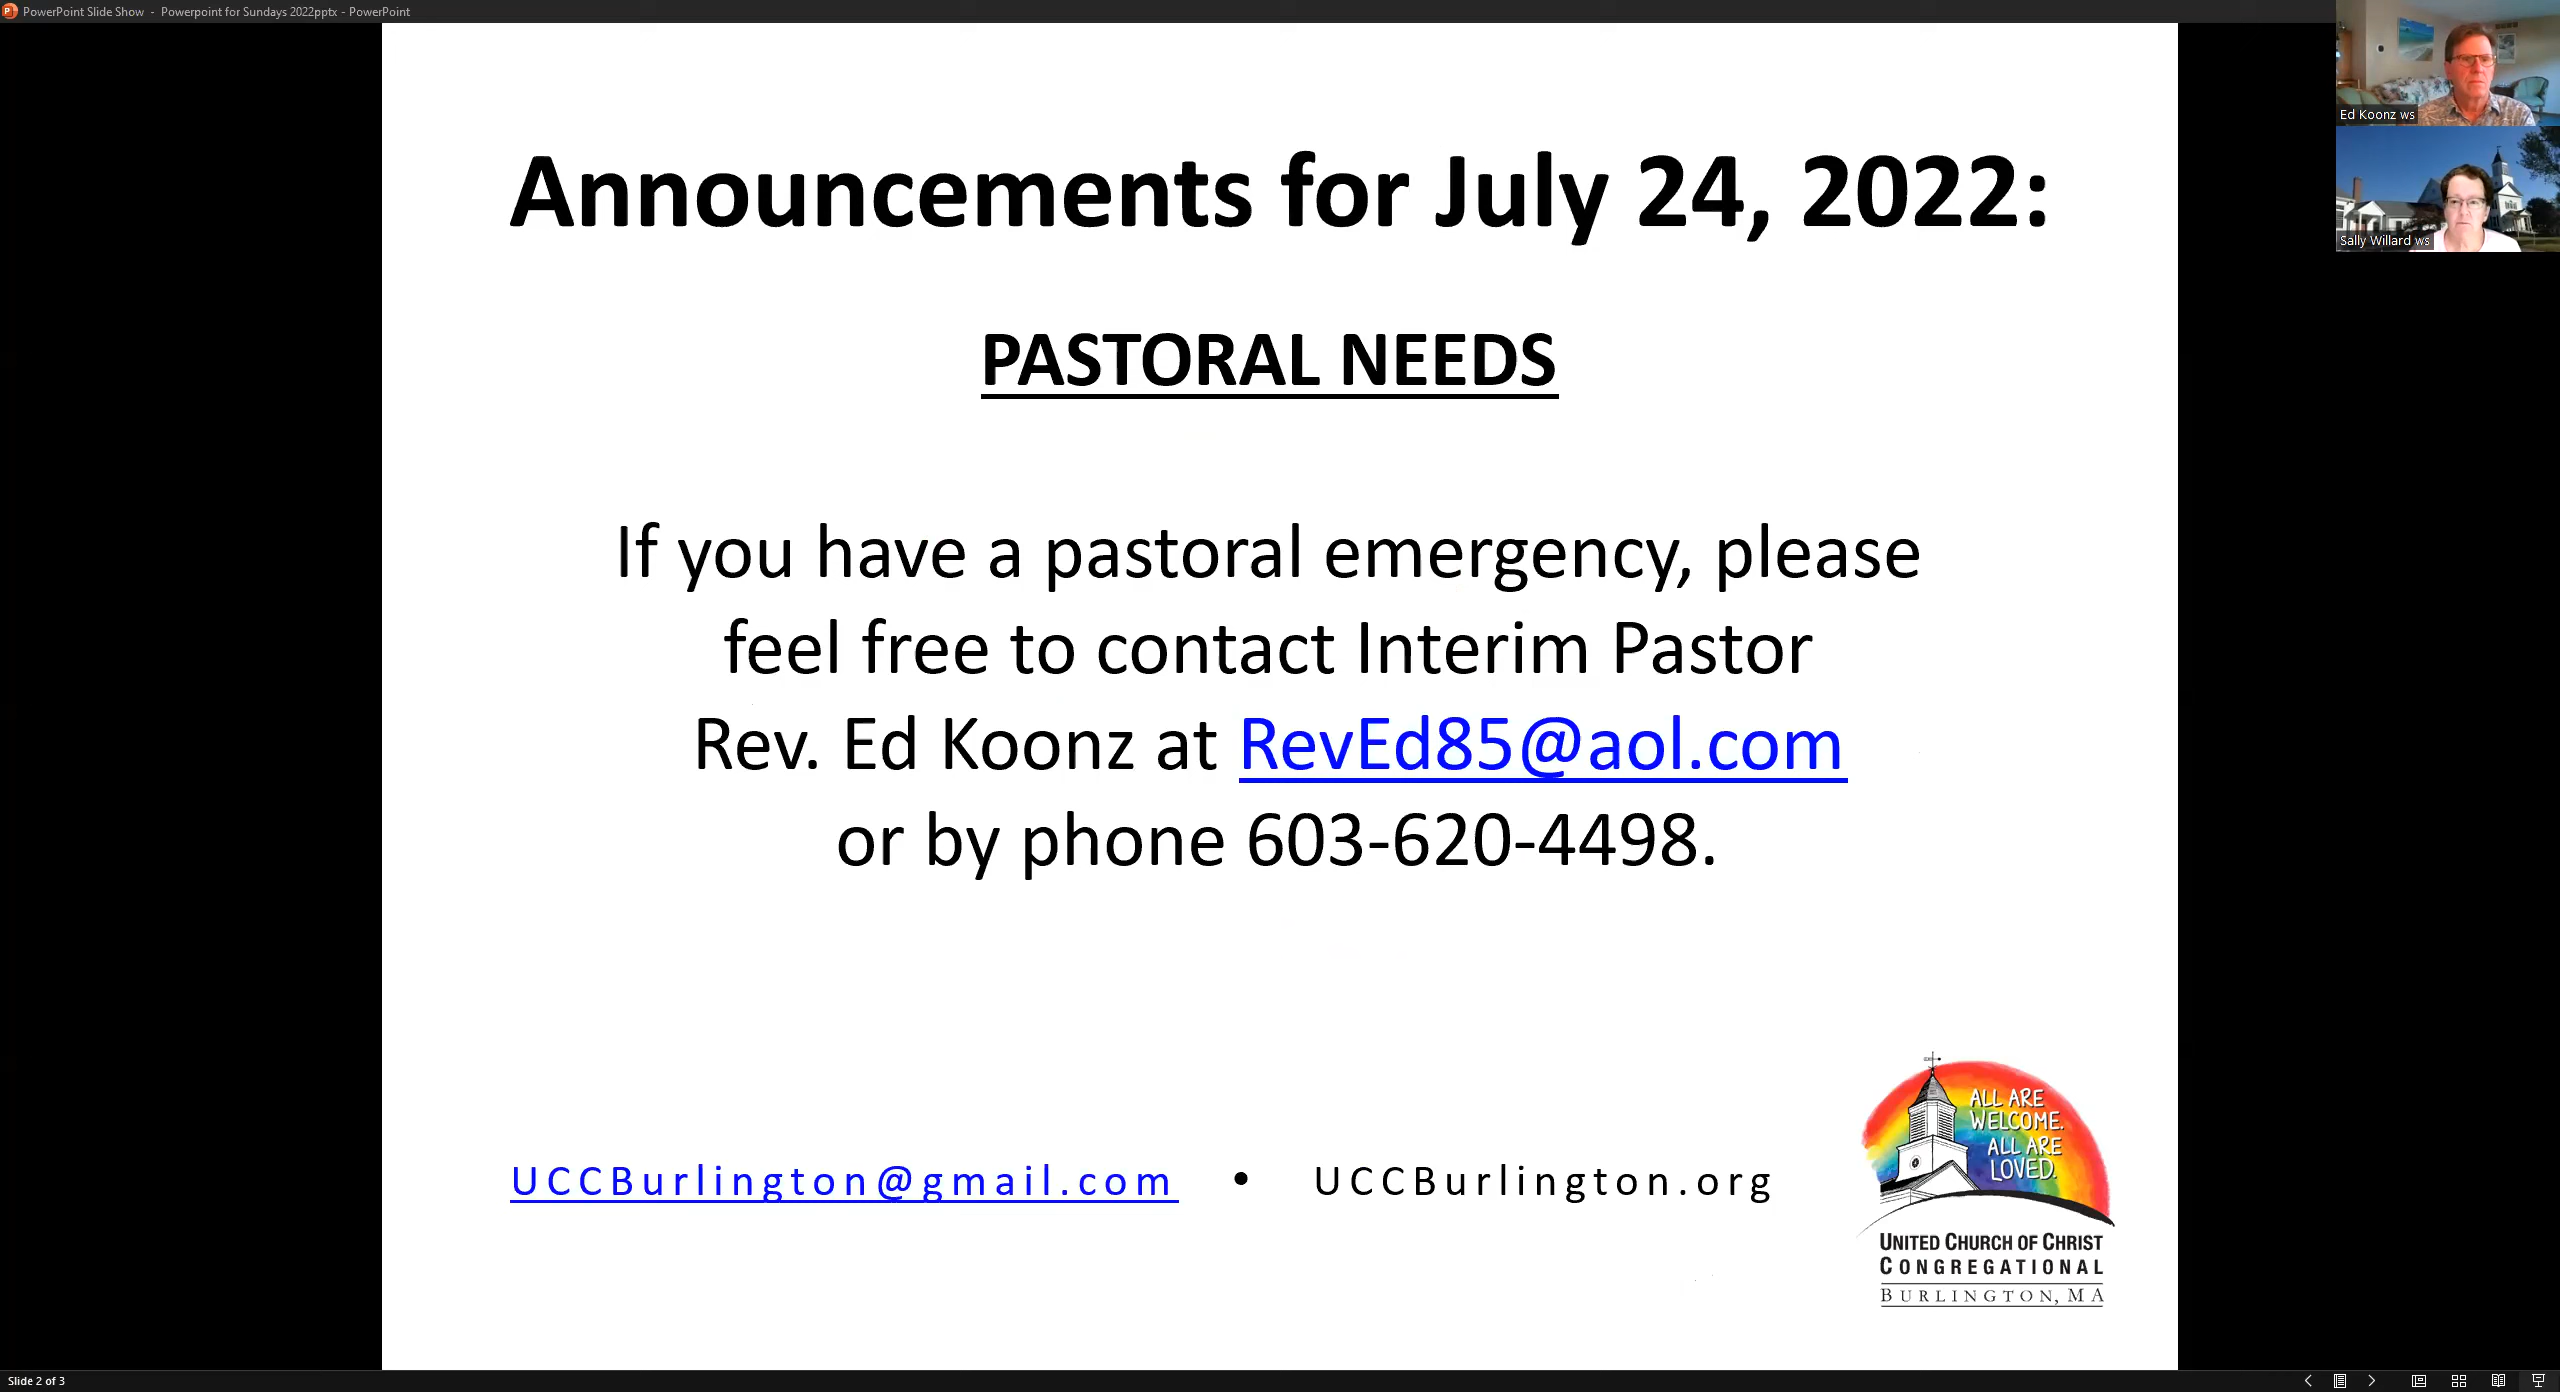 PowerPoint Slide Show - Powerpoint for Sundays 2022pptx - PowerPoint
Ed Koonz ws
Sally Willard ws
Announcements for July 24, 2022:
PASTORAL NEEDS
If you have a pastoral emergency, please
feel free to contact Interim Pastor
Rev. Ed Koonz at RevEd85@aol.com
or by phone 603-620-4498.
UCCBurlington@gmail.com • UCCBurlington.org
ALL ARE
WELCOME.
ALL ARE
LOVED.
UNITED CHURCH OF CHRIST
CONGREGATIONAL
BURLINGTON, MA
Slide 2 of 3